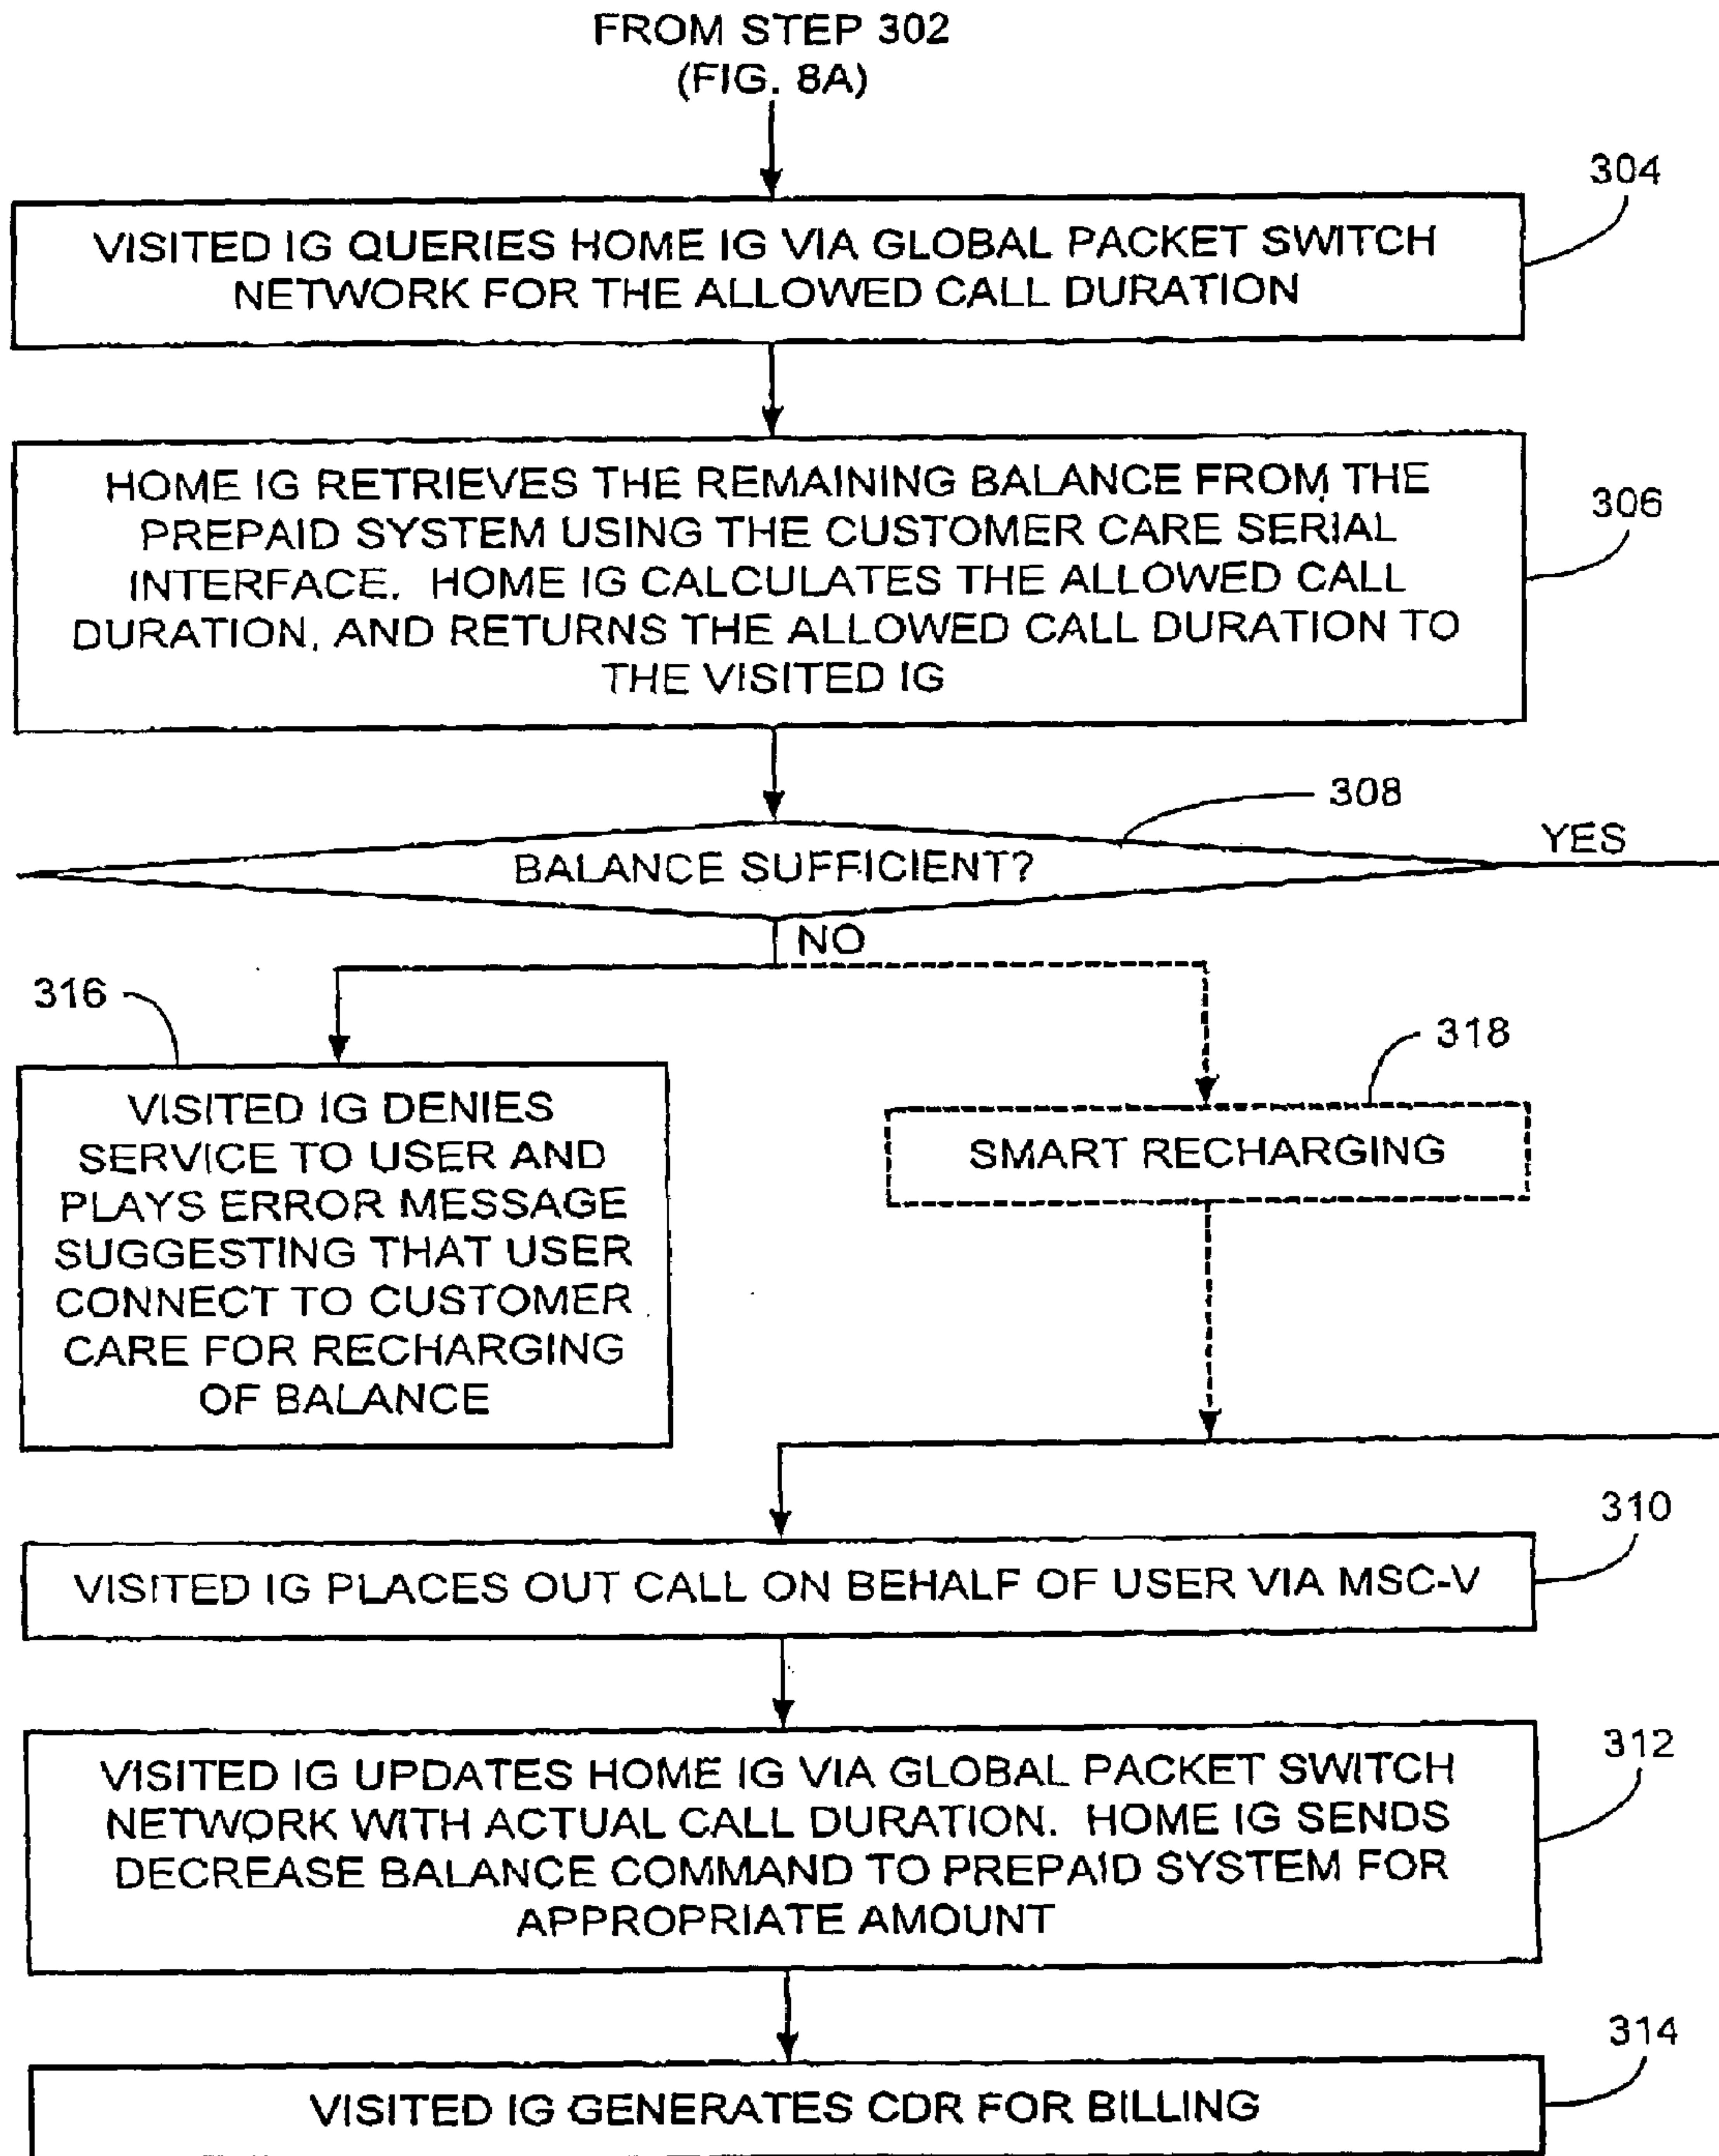 FROM STEP 302
(FIG. 8A)
304
VISITED IG QUERIES HOME IG VIA GLOBAL PACKET SWITCH
NETWORK FOR THE ALLOWED CALL DURATION
HOME IG RETRIEVES THE REMAINING BALANCE FROM THE
PREPAID SYSTEM USING THE CUSTOMER CARE SERIAL
INTERFACE. HOME IG CALCULATES THE ALLOWED CALL
DURATION, AND RETURNS THE ALLOWED CALL DURATION TO
THE VISITED IG
306
308
BALANCE SUFFICIENT?
YES
NO
316
VISITED IG DENIES
SERVICE TO USER AND
PLAYS ERROR MESSAGE
SUGGESTING THAT USER
CONNECT TO CUSTOMER
CARE FOR RECHARGING
OF BALANCE
318
SMART RECHARGING
310
VISITED IG PLACES OUT CALL ON BEHALF OF USER VIA MSC-V
312
VISITED IG UPDATES HOME IG VIA GLOBAL PACKET SWITCH
NETWORK WITH ACTUAL CALL DURATION. HOME IG SENDS
DECREASE BALANCE COMMAND TO PREPAID SYSTEM FOR
APPROPRIATE AMOUNT
314
VISITED IG GENERATES CDR FOR BILLING